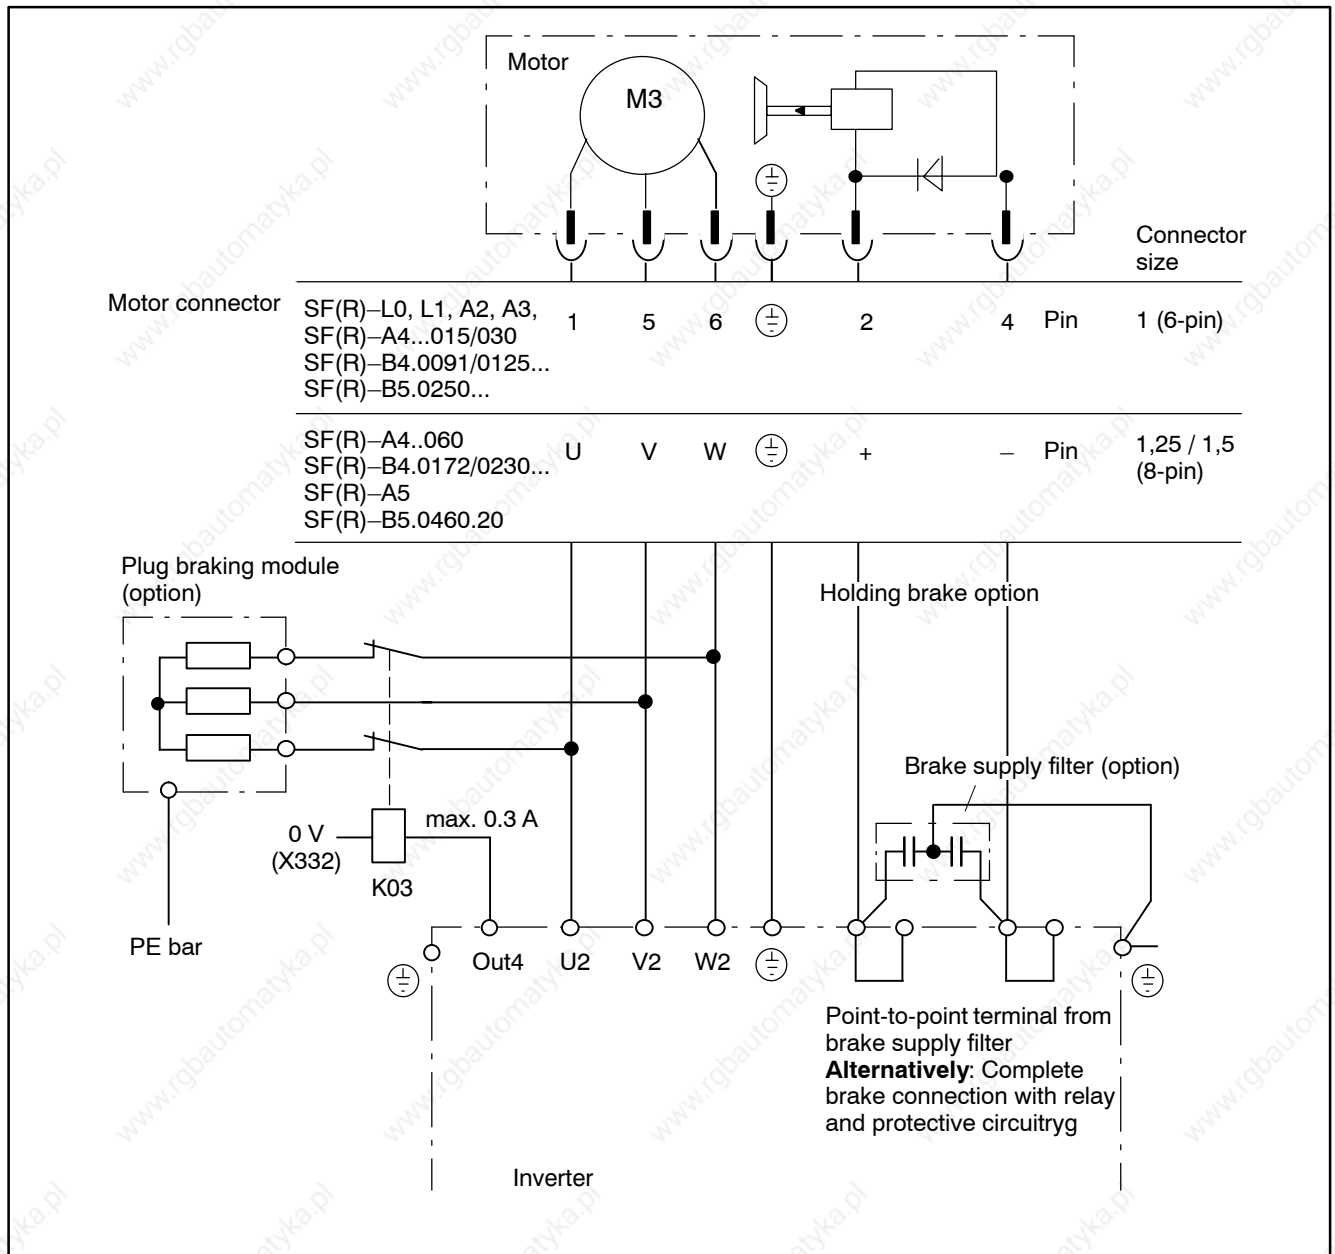 Motor
M3
Connector
size
Motor connector
SF(R)–L0, L1, A2, A3,
SF(R)–A4...015/030
SF(R)–B4.0091/0125...
SF(R)–B5.0250...
1 5 6 2 4 Pin 1 (6-pin)
SF(R)–A4..060
SF(R)–B4.0172/0230...
SF(R)–A5
SF(R)–B5.0460.20
U V W + – Pin 1,25 / 1,5
(8-pin)
Plug braking module
(option)
Holding brake option
Brake supply filter (option)
max. 0.3 A
0 V
(X332)
K03
PE bar
Out4 U2 V2 W2
Point-to-point terminal from
brake supply filter
Alternatively: Complete
brake connection with relay
and protective circuitryg
Inverter
www.rgbautomatyka.pl